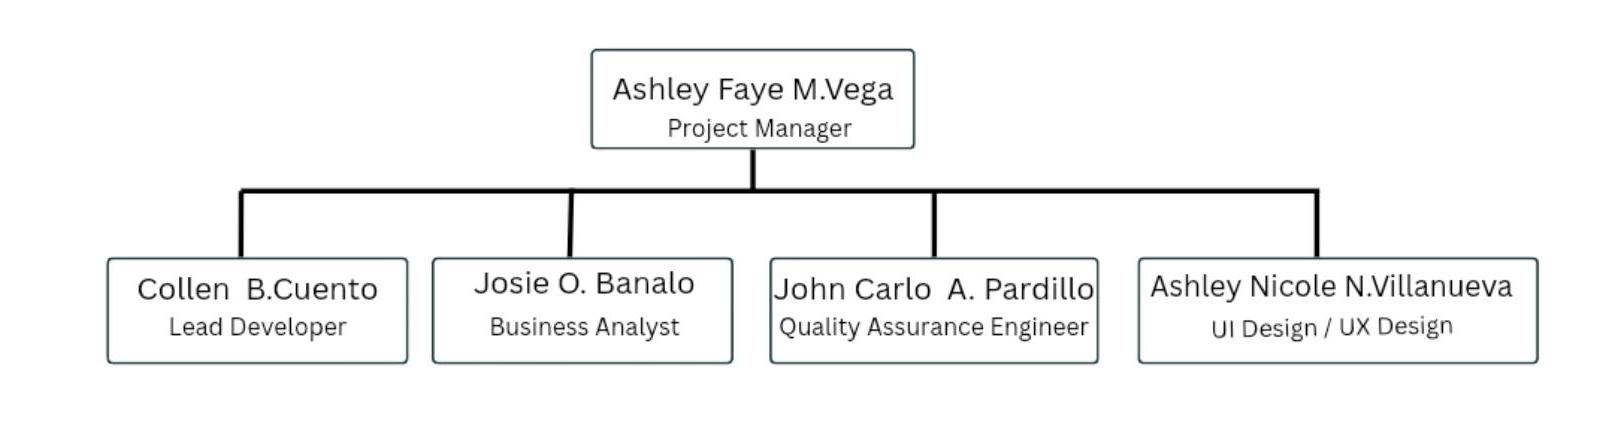 Ashley Faye M.Vega
Project Manager
Collen  B.Cuento
Lead Developer
Josie O. Banalo
Business Analyst
John Carlo  A. Pardillo
Quality Assurance Engineer
Ashley Nicole N.Villanueva
UI Design / UX Design